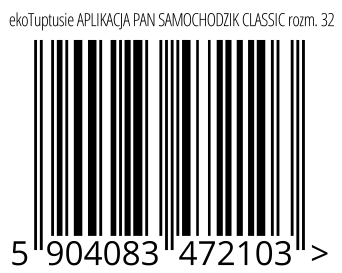 ekoTuptusie APLIKACJA PAN SAMOCHODZIK CLASSIC rozm. 32
5 904083 472103 >